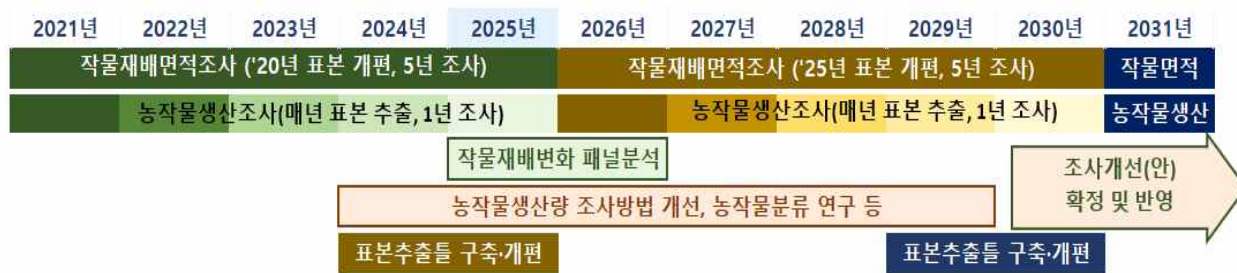 2021년 2022년 2023년 2024년 2025년 2026년 2027년 2028년 2029년 2030년 2031년
작물재배면적조사 ('20년 표본 개편, 5년 조사) 작물재배면적조사 ('25년 표본 개편, 5년 조사) 작물면적
농작물생산조사(매년 표본 추출, 1년 조사) 농작물생산조사(매년 표본 추출, 1년 조사) 농작물생산
작물재배변화 패널분석
조사개선(안)
농작물생산량 조사방법 개선, 농작물분류 연구 등
확정 및 반영
표본추출틀 구축·개편 표본추출틀 구축·개편